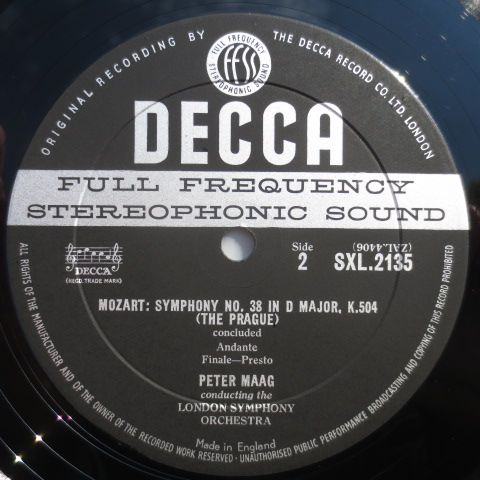 ORIGINAL RECORDING BY THE DECCA RECORD CO. LTD. LONDON
FULL FREQUENCY
FFSS
STEREOPHONIC SOUND
DECCA
FULL FREQUENCY
STEREOPHONIC SOUND
DECCA
(REGD. TRADE MARK)
Side (ZAL.4406)
2 SXL.2135
MOZART: SYMPHONY NO. 38 IN D MAJOR, K.504
(THE PRAGUE)
concluded
Andante
Finale—Presto
PETER MAAG
conducting the
LONDON SYMPHONY
ORCHESTRA
Made in England
ALL RIGHTS OF THE MANUFACTURER AND OF THE OWNER OF THE RECORDED WORK RESERVED · UNAUTHORISED PUBLIC PERFORMANCE BROADCASTING AND COPYING OF THIS RECORD PROHIBITED